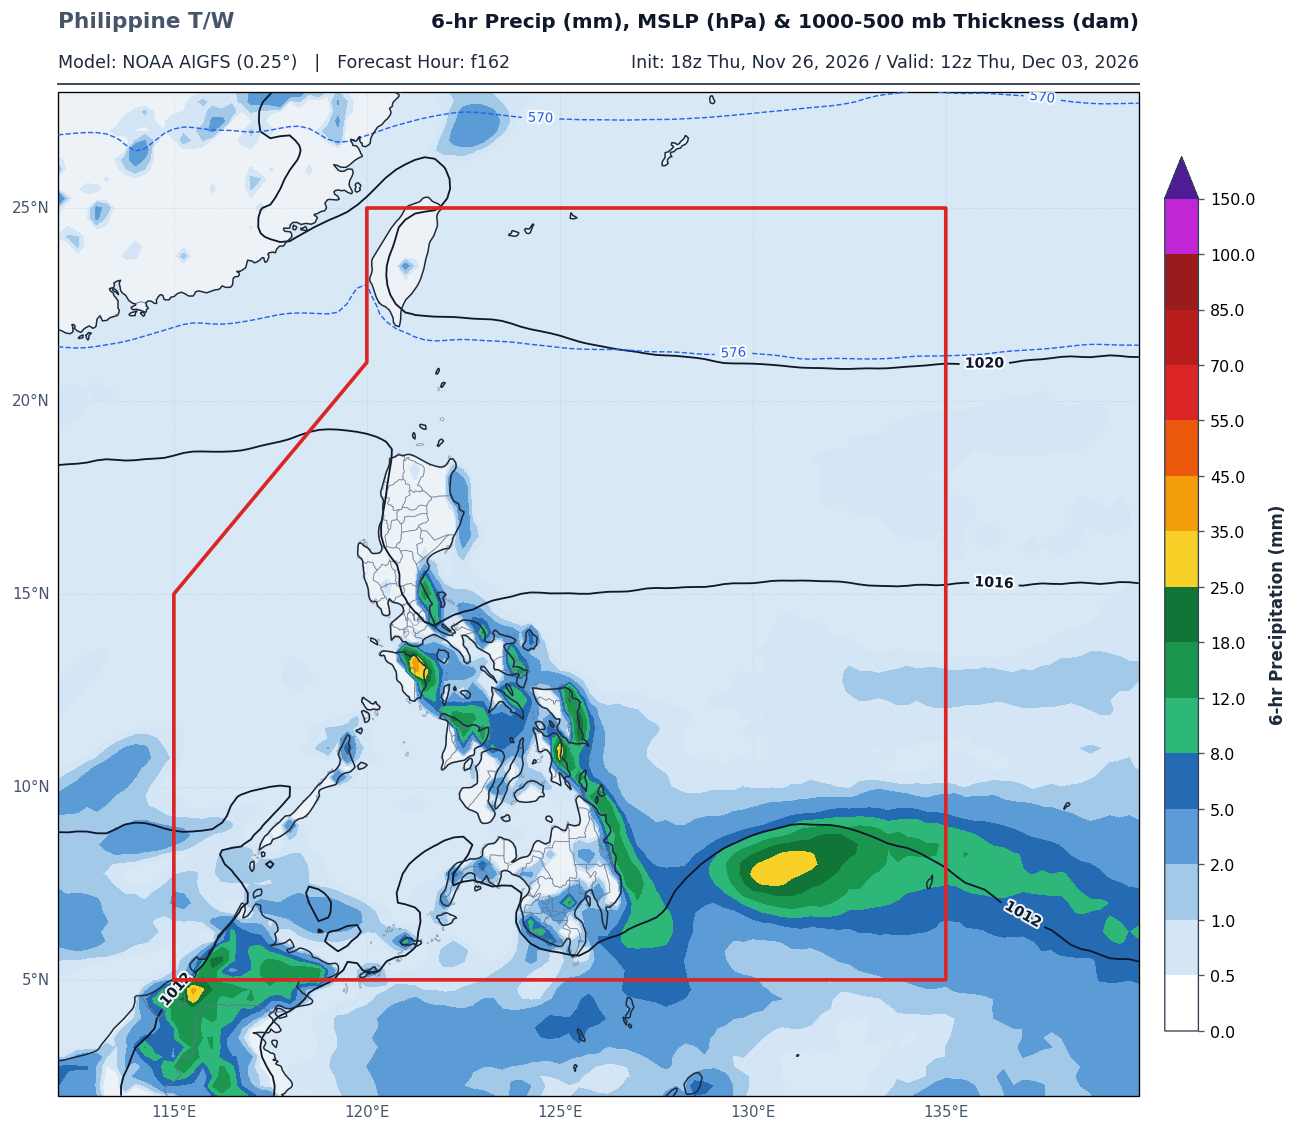 Philippine T/W
6-hr Precip (mm), MSLP (hPa) & 1000-500 mb Thickness (dam)
Model: NOAA AIGFS (0.25°) | Forecast Hour: f162
Init: 18z Thu, Nov 26, 2026 / Valid: 12z Thu, Dec 03, 2026
570
570
576
1020
1016
1012
1012
25°N
20°N
15°N
10°N
5°N
115°E
120°E
125°E
130°E
135°E
150.0
100.0
85.0
70.0
55.0
45.0
35.0
25.0
18.0
12.0
8.0
5.0
2.0
1.0
0.5
0.0
6-hr Precipitation (mm)